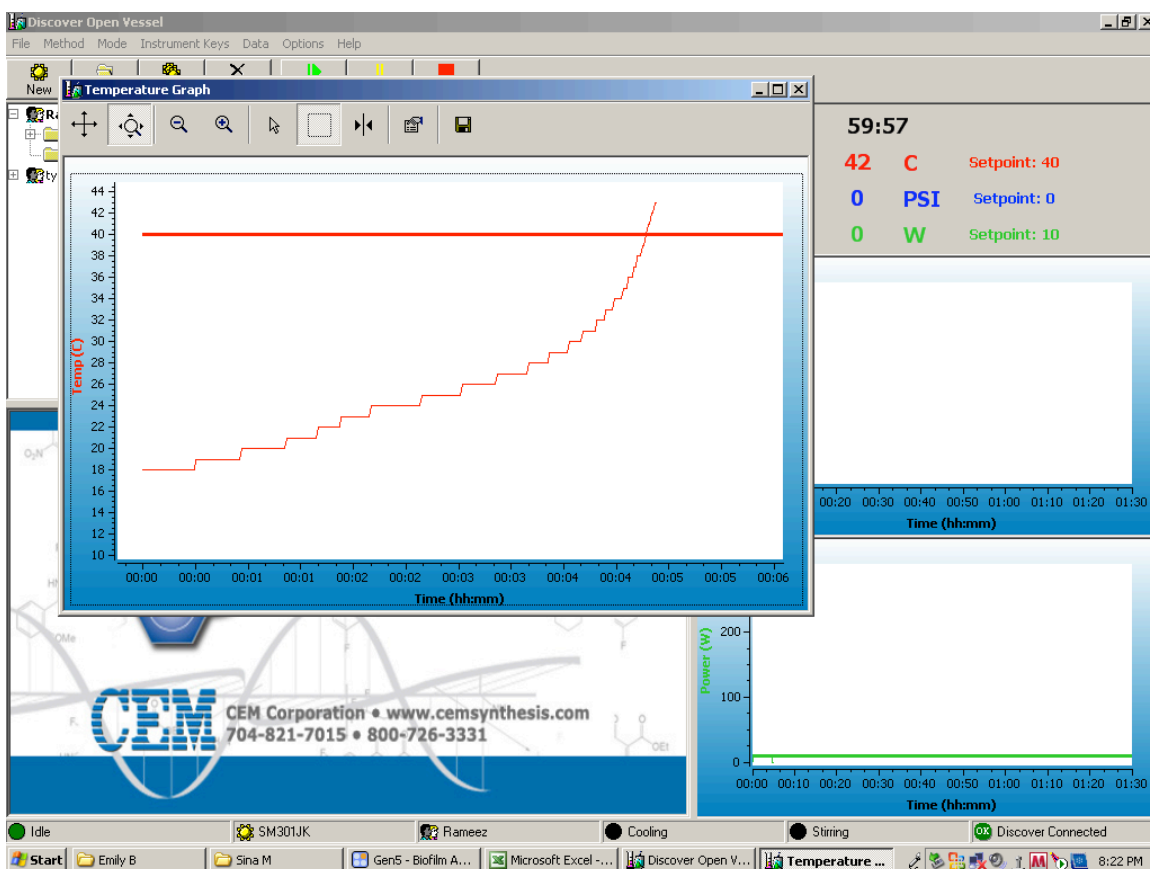 Discover Open Vessel
File Method Mode Instrument Keys Data Options Help
New
Temperature Graph
59:57
42 C Setpoint: 40
0 PSI Setpoint: 0
0 W Setpoint: 10
44
42
40
38
36
34
32
30
28
26
24
22
20
18
16
14
12
10
Temp (C)
00:00 00:00 00:01 00:01 00:02 00:02 00:03 00:03 00:04 00:04 00:05 00:05 00:06
Time (hh:mm)
00:20 00:30 00:40 00:50 01:00 01:10 01:20 01:30
Time (hh:mm)
200
100
0
Power (W)
00:00 00:10 00:20 00:30 00:40 00:50 01:00 01:10 01:20 01:30
Time (hh:mm)
O₂N
OMe
F
F
F.
OEt
CEM
CEM Corporation • www.cemsynthesis.com
704-821-7015 • 800-726-3331
Idle SM301JK Rameez Cooling Stirring OK Discover Connected
Start Emily B Sina M Gen5 - Biofilm A... Microsoft Excel -... Discover Open V... Temperature ... 8:22 PM